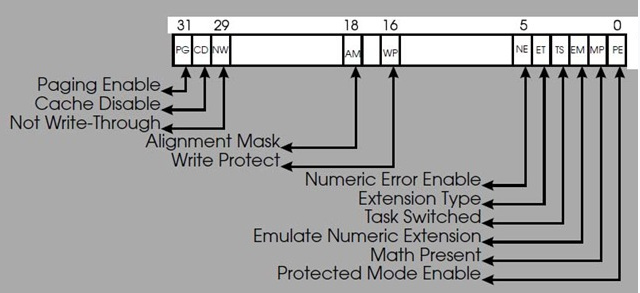 31 29 18 16 5 0
PG CD NW AM WP NE ET TS EM MP PE
Paging Enable
Cache Disable
Not Write-Through
Alignment Mask
Write Protect
Numeric Error Enable
Extension Type
Task Switched
Emulate Numeric Extension
Math Present
Protected Mode Enable